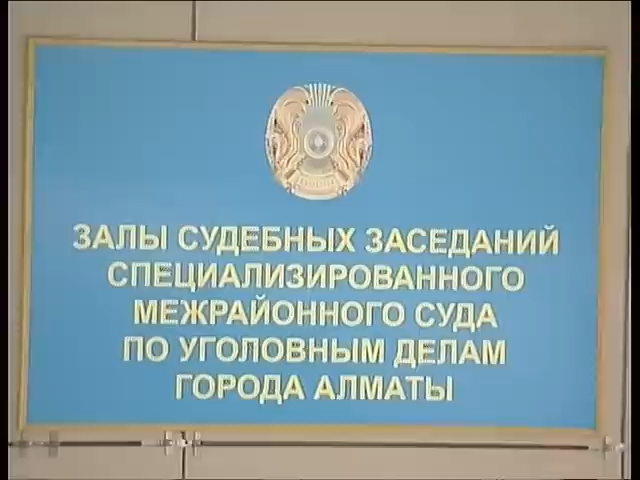 ЗАЛЫ СУДЕБНЫХ ЗАСЕДАНИЙ
СПЕЦИАЛИЗИРОВАННОГО
МЕЖРАЙОННОГО СУДА
ПО УГОЛОВНЫМ ДЕЛАМ
ГОРОДА АЛМАТЫ